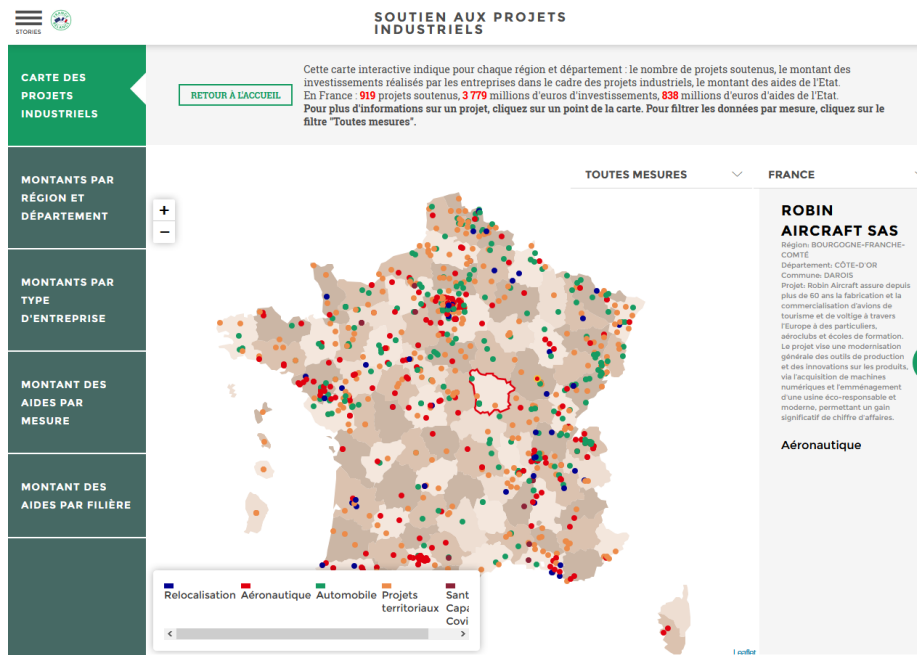 STORIES
SOUTIEN AUX PROJETS
INDUSTRIELS
CARTE DES
PROJETS
INDUSTRIELS
MONTANTS PAR
RÉGION ET
DÉPARTEMENT
MONTANTS PAR
TYPE
D'ENTREPRISE
MONTANT DES
AIDES PAR
MESURE
MONTANT DES
AIDES PAR FILIÈRE
RETOUR À L'ACCUEIL
Cette carte interactive indique pour chaque région et département : le nombre de projets soutenus, le montant des
investissements réalisés par les entreprises dans le cadre des projets industriels, le montant des aides de l'Etat.
En France : 919 projets soutenus, 3 779 millions d'euros d'investissements, 838 millions d'euros d'aides de l'Etat.
Pour plus d'informations sur un projet, cliquez sur un point de la carte. Pour filtrer les données par mesure, cliquez sur le
filtre "Toutes mesures".
TOUTES MESURES
FRANCE
+
−
ROBIN
AIRCRAFT SAS
Région: BOURGOGNE-FRANCHE-
COMTÉ
Département: CÔTE-D'OR
Commune: DAROIS
Projet: Robin Aircraft assure depuis
plus de 60 ans la fabrication et la
commercialisation d'avions de
tourisme et de voltige à travers
l'Europe à des particuliers,
aéroclubs et écoles de formation.
Le projet vise une modernisation
générale des outils de production
et des innovations sur les produits,
via l'acquisition de machines
numériques et l'emménagement
d'une usine éco-responsable et
moderne, permettant un gain
significatif de chiffre d'affaires.
Aéronautique
Relocalisation Aéronautique Automobile Projets
territoriaux
Sant
Capa
Covi
Leaflet